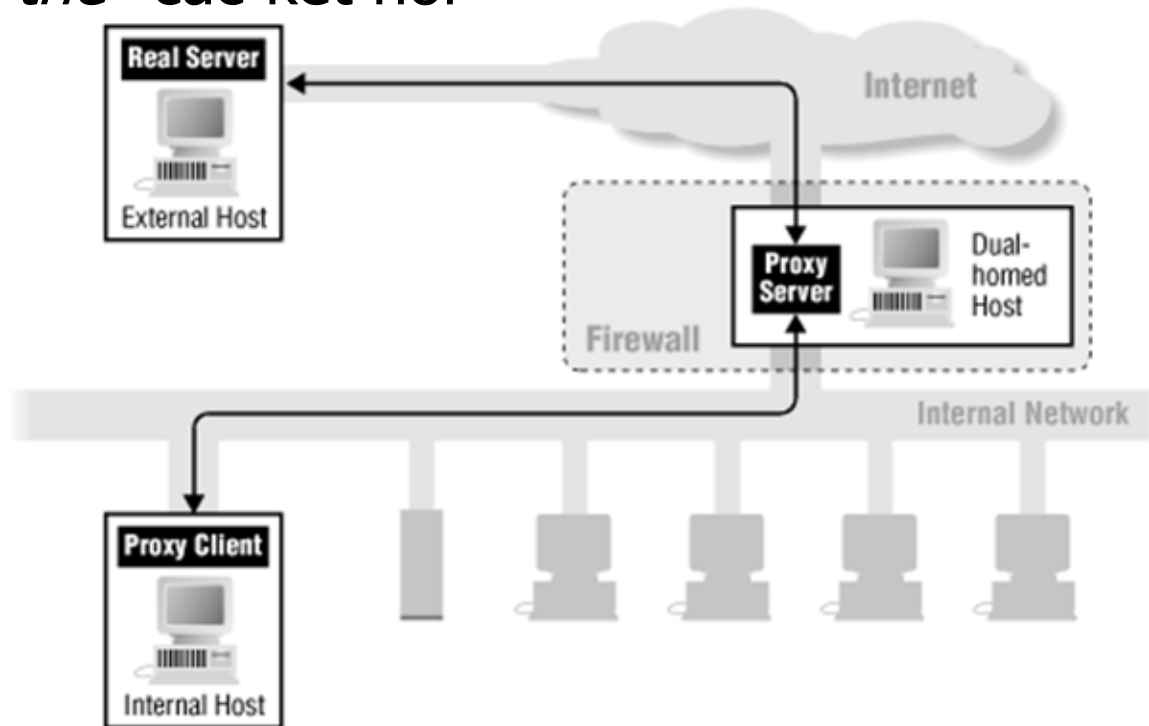 Real Server
External Host
Internet
Proxy
Server
Dual-
homed
Host
Firewall
Internal Network
Proxy Client
Internal Host